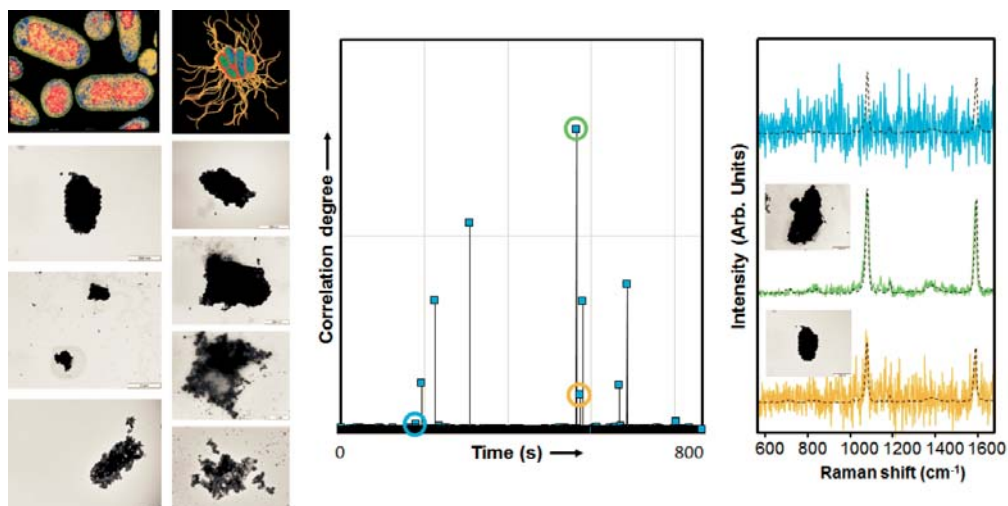 Correlation degree
0
Time (s)
800
Intensity (Arb. Units)
600 800 1000 1200 1400 1600
Raman shift (cm⁻¹)